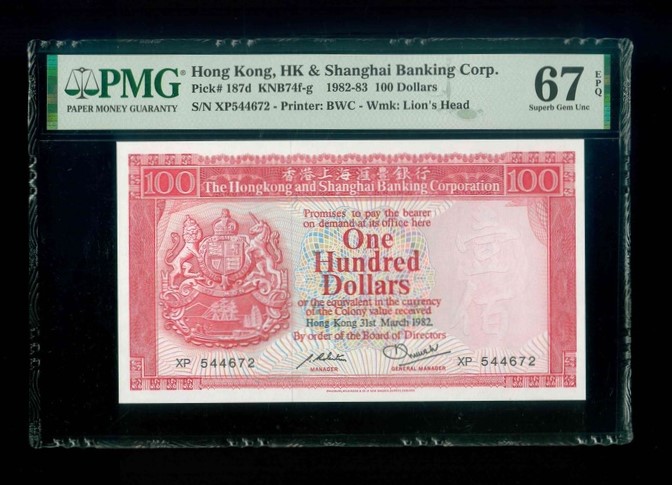 PMG
PAPER MONEY GUARANTY
Hong Kong, HK & Shanghai Banking Corp.
Pick# 187d KNB74f-g 1982-83 100 Dollars
S/N XP544672 - Printer: BWC - Wmk: Lion's Head
67 EPQ
Superb Gem Unc
香港上海滙豐銀行
100 The Hongkong and Shanghai Banking Corporation 100
Promises to pay the bearer
on demand at its office here
One
Hundred
Dollars
or the equivalent in the currency
of the Colony value received
Hong Kong 31st March 1982.
By order of the Board of Directors
壹
佰
XP 544672
XP 544672
MANAGER
GENERAL MANAGER